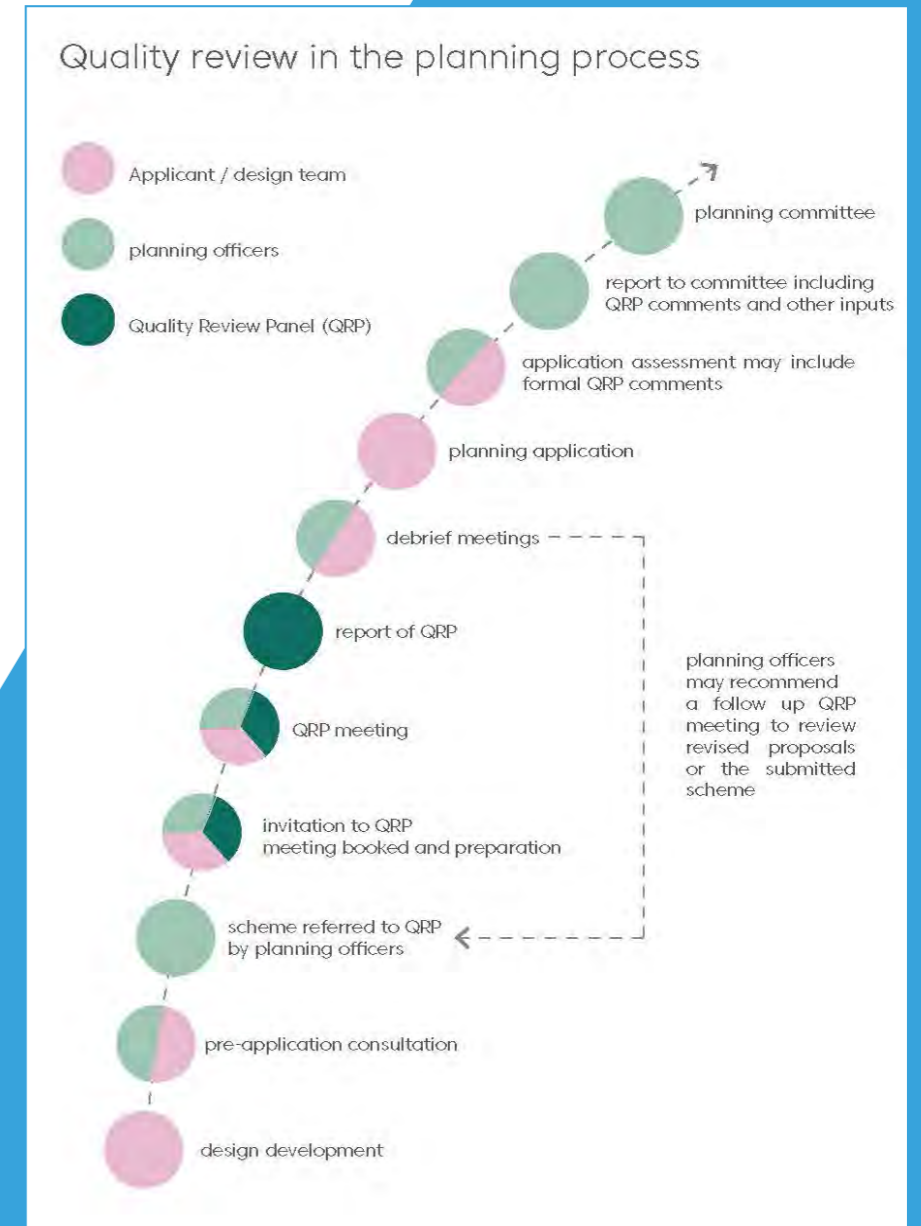 Quality review in the planning process
Applicant / design team
planning officers
Quality Review Panel (QRP)
planning committee
report to committee including
QRP comments and other inputs
application assessment may include
formal QRP comments
planning application
debrief meetings
report of QRP
planning officers
may recommend
a follow up QRP
meeting to review
revised proposals
or the submitted
scheme
QRP meeting
invitation to QRP
meeting booked and preparation
scheme referred to QRP
by planning officers
pre-application consultation
design development